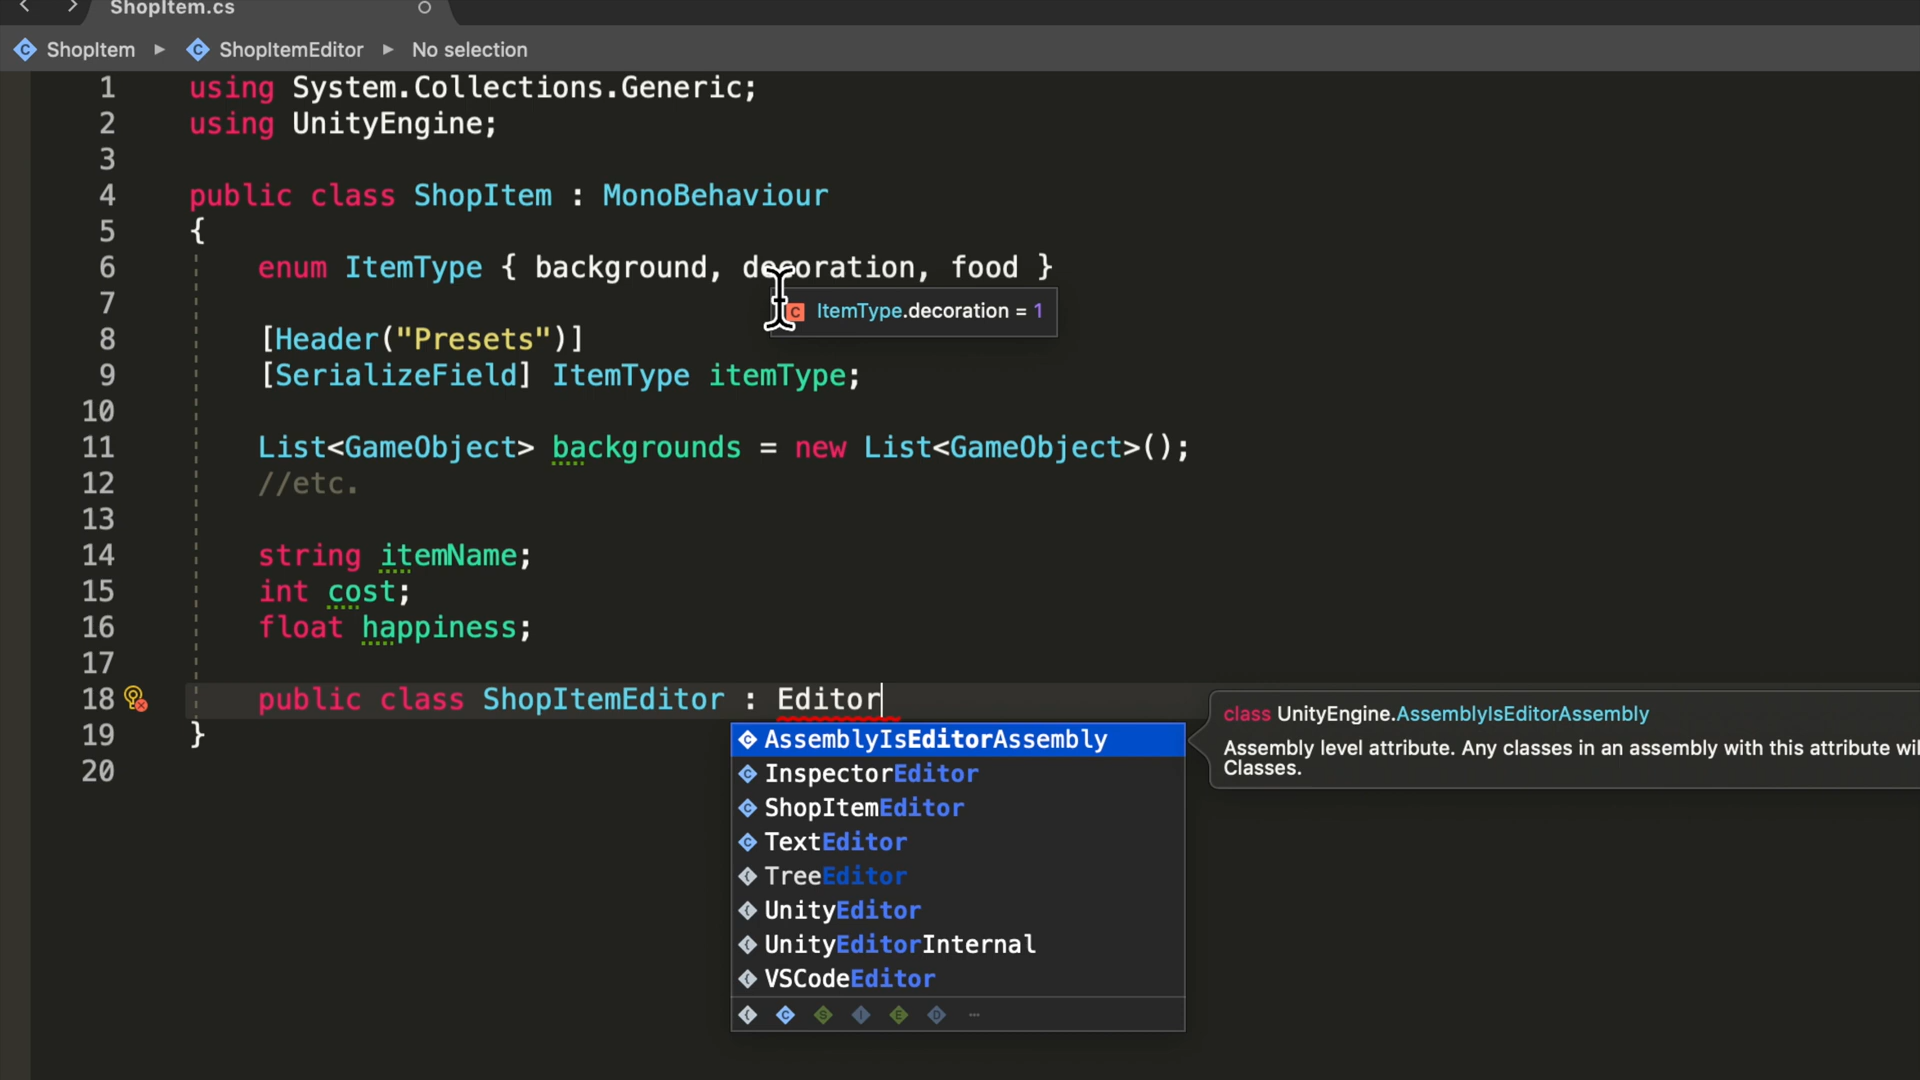 ShopItem.cs
ShopItem ▸ ShopItemEditor ▸ No selection
1 using System.Collections.Generic;
2 using UnityEngine;
3
4 public class ShopItem : MonoBehaviour
5 {
6 enum ItemType { background, decoration, food }
7
ItemType.decoration = 1
8 [Header("Presets")]
9 [SerializeField] ItemType itemType;
10
11 List<GameObject> backgrounds = new List<GameObject>();
12 //etc.
13
14 string itemName;
15 int cost;
16 float happiness;
17
18 public class ShopItemEditor : Editor
19 }
20
AssemblyIsEditorAssembly
InspectorEditor
ShopItemEditor
TextEditor
TreeEditor
UnityEditor
UnityEditorInternal
VSCodeEditor
class UnityEngine.AssemblyIsEditorAssembly
Assembly level attribute. Any classes in an assembly with this attribute wil
Classes.